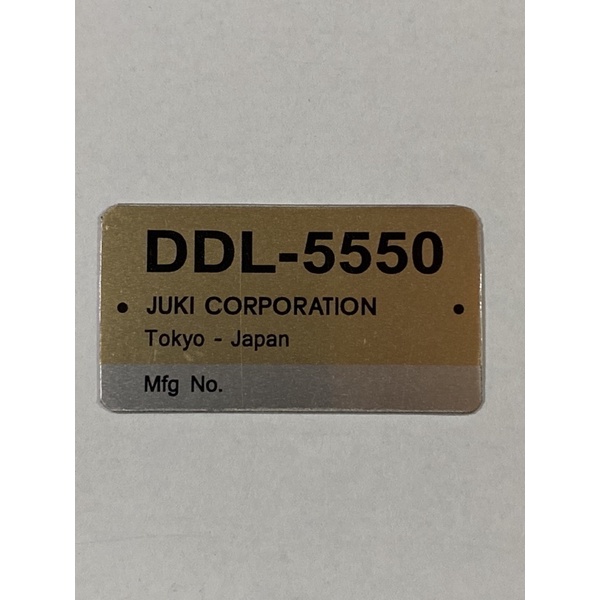 DDL-5550
JUKI CORPORATION
Tokyo - Japan
Mfg No.